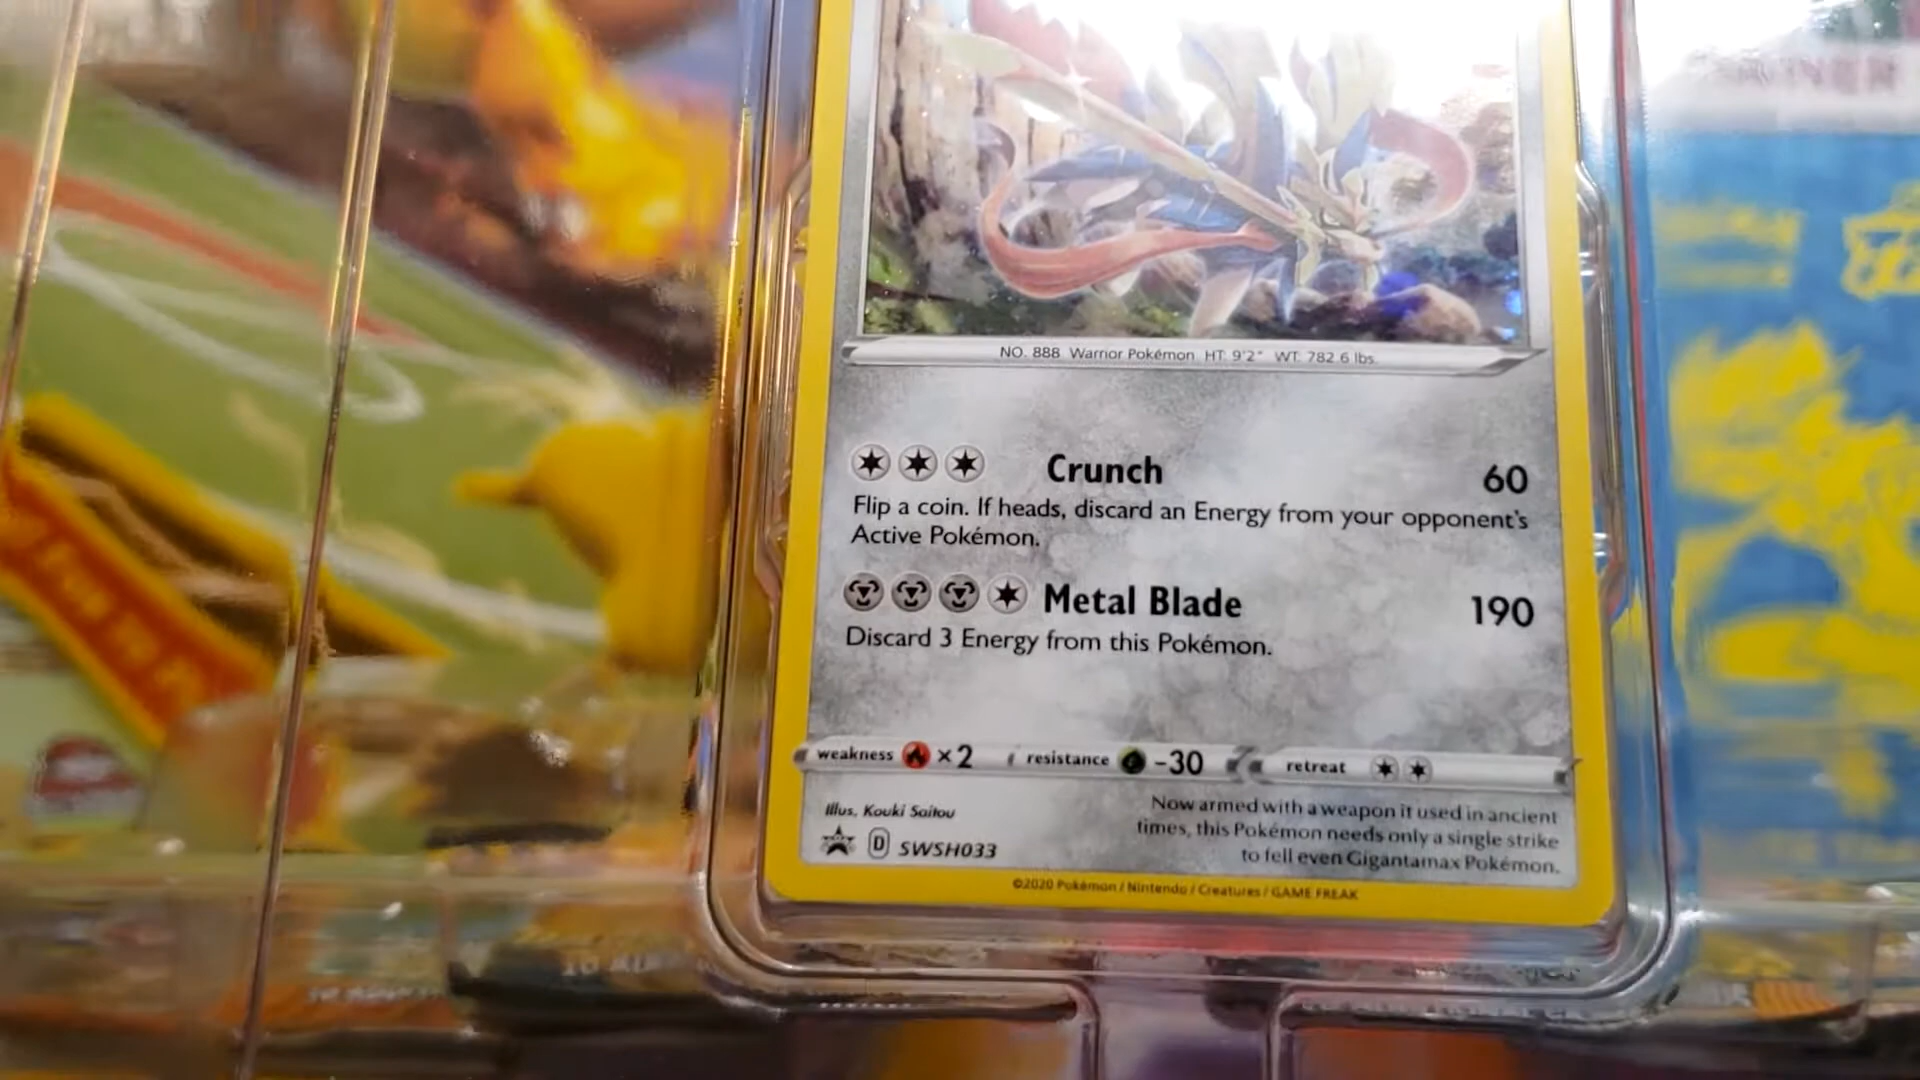 NO. 888 Warrior Pokémon HT: 9'2" WT: 782.6 lbs.
Crunch 60
Flip a coin. If heads, discard an Energy from your opponent's
Active Pokémon.
Metal Blade 190
Discard 3 Energy from this Pokémon.
weakness ×2 resistance -30 retreat
Illus. Kouki Saitou
D SWSH033
Now armed with a weapon it used in ancient
times, this Pokémon needs only a single strike
to fell even Gigantamax Pokémon.
©2020 Pokémon / Nintendo / Creatures / GAME FREAK